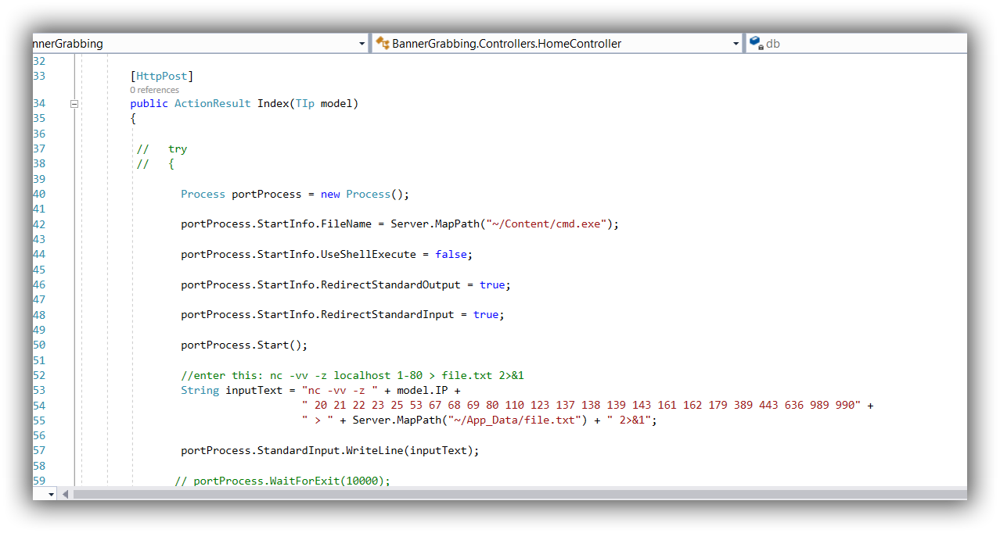 nnerGrabbing BannerGrabbing.Controllers.HomeController db
32
33 [HttpPost]
0 references
34 public ActionResult Index(TIp model)
35 {
36
37 // try
38 // {
39
40 Process portProcess = new Process();
41
42 portProcess.StartInfo.FileName = Server.MapPath("~/Content/cmd.exe");
43
44 portProcess.StartInfo.UseShellExecute = false;
45
46 portProcess.StartInfo.RedirectStandardOutput = true;
47
48 portProcess.StartInfo.RedirectStandardInput = true;
49
50 portProcess.Start();
51
52 //enter this: nc -vv -z localhost 1-80 > file.txt 2>&1
53 String inputText = "nc -vv -z " + model.IP +
54 " 20 21 22 23 25 53 67 68 69 80 110 123 137 138 139 143 161 162 179 389 443 636 989 990" +
55 " > " + Server.MapPath("~/App_Data/file.txt") + " 2>&1";
56
57 portProcess.StandardInput.WriteLine(inputText);
58
59 // portProcess.WaitForExit(10000);